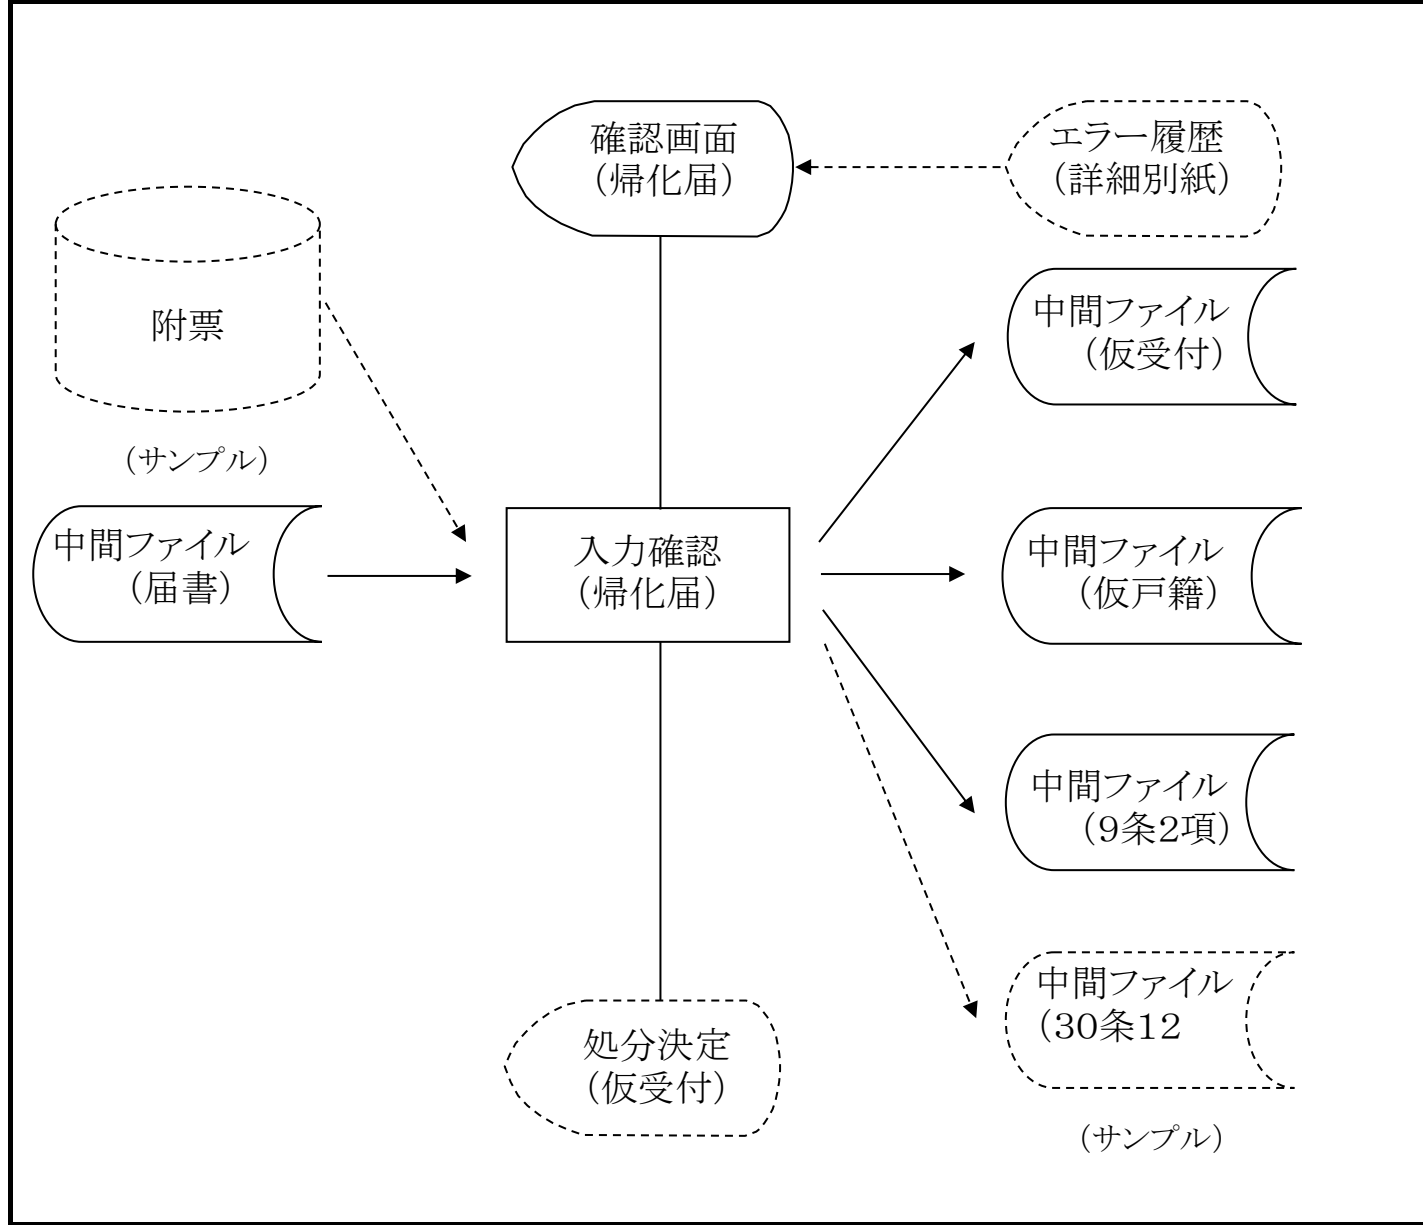 確認画面
（帰化届）
エラー履歴
（詳細別紙）
附票
（サンプル）
中間ファイル
（仮受付）
中間ファイル
（届書）
入力確認
（帰化届）
中間ファイル
（仮戸籍）
中間ファイル
（9条2項）
中間ファイル
（30条12
（サンプル）
処分決定
（仮受付）